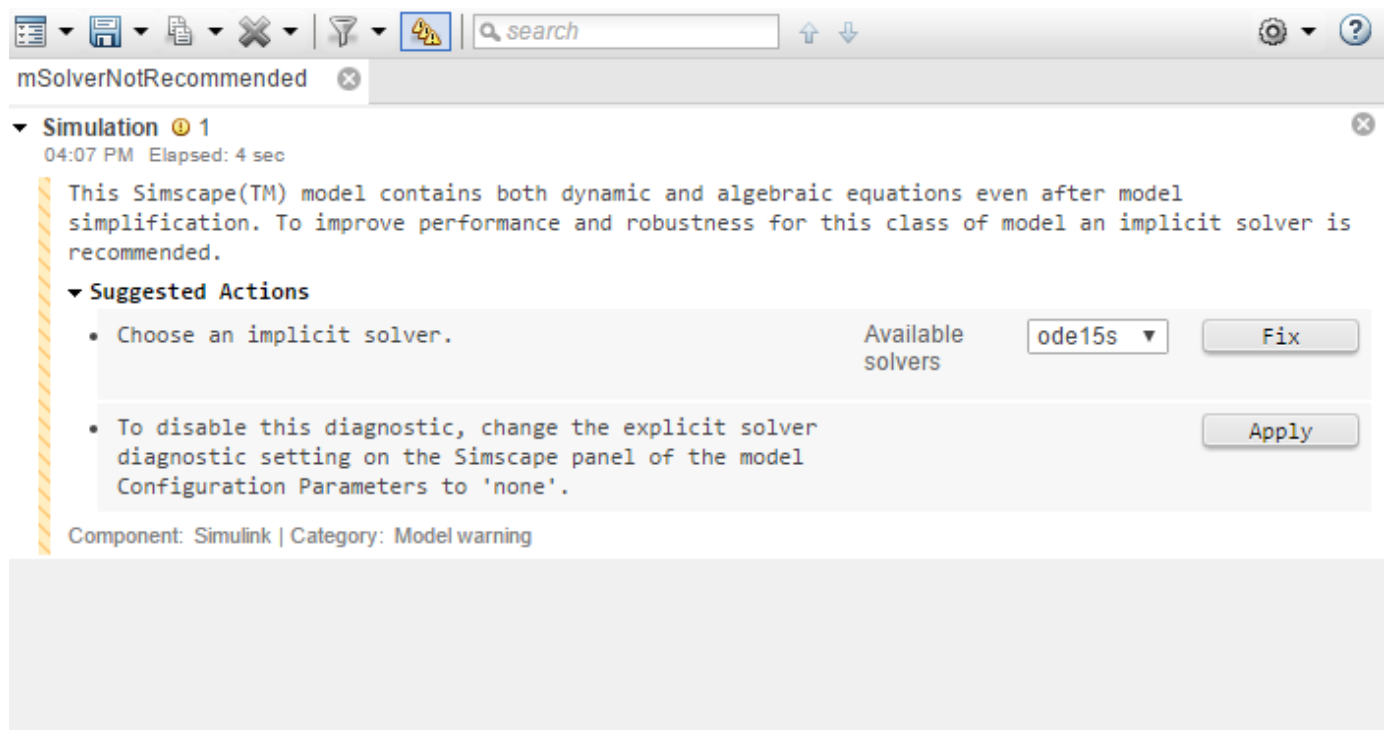 search
mSolverNotRecommended
Simulation 1
04:07 PM Elapsed: 4 sec
This Simscape(TM) model contains both dynamic and algebraic equations even after model
simplification. To improve performance and robustness for this class of model an implicit solver is
recommended.
Suggested Actions
• Choose an implicit solver.
Available
solvers
ode15s
Fix
• To disable this diagnostic, change the explicit solver
diagnostic setting on the Simscape panel of the model
Configuration Parameters to 'none'.
Apply
Component: Simulink | Category: Model warning